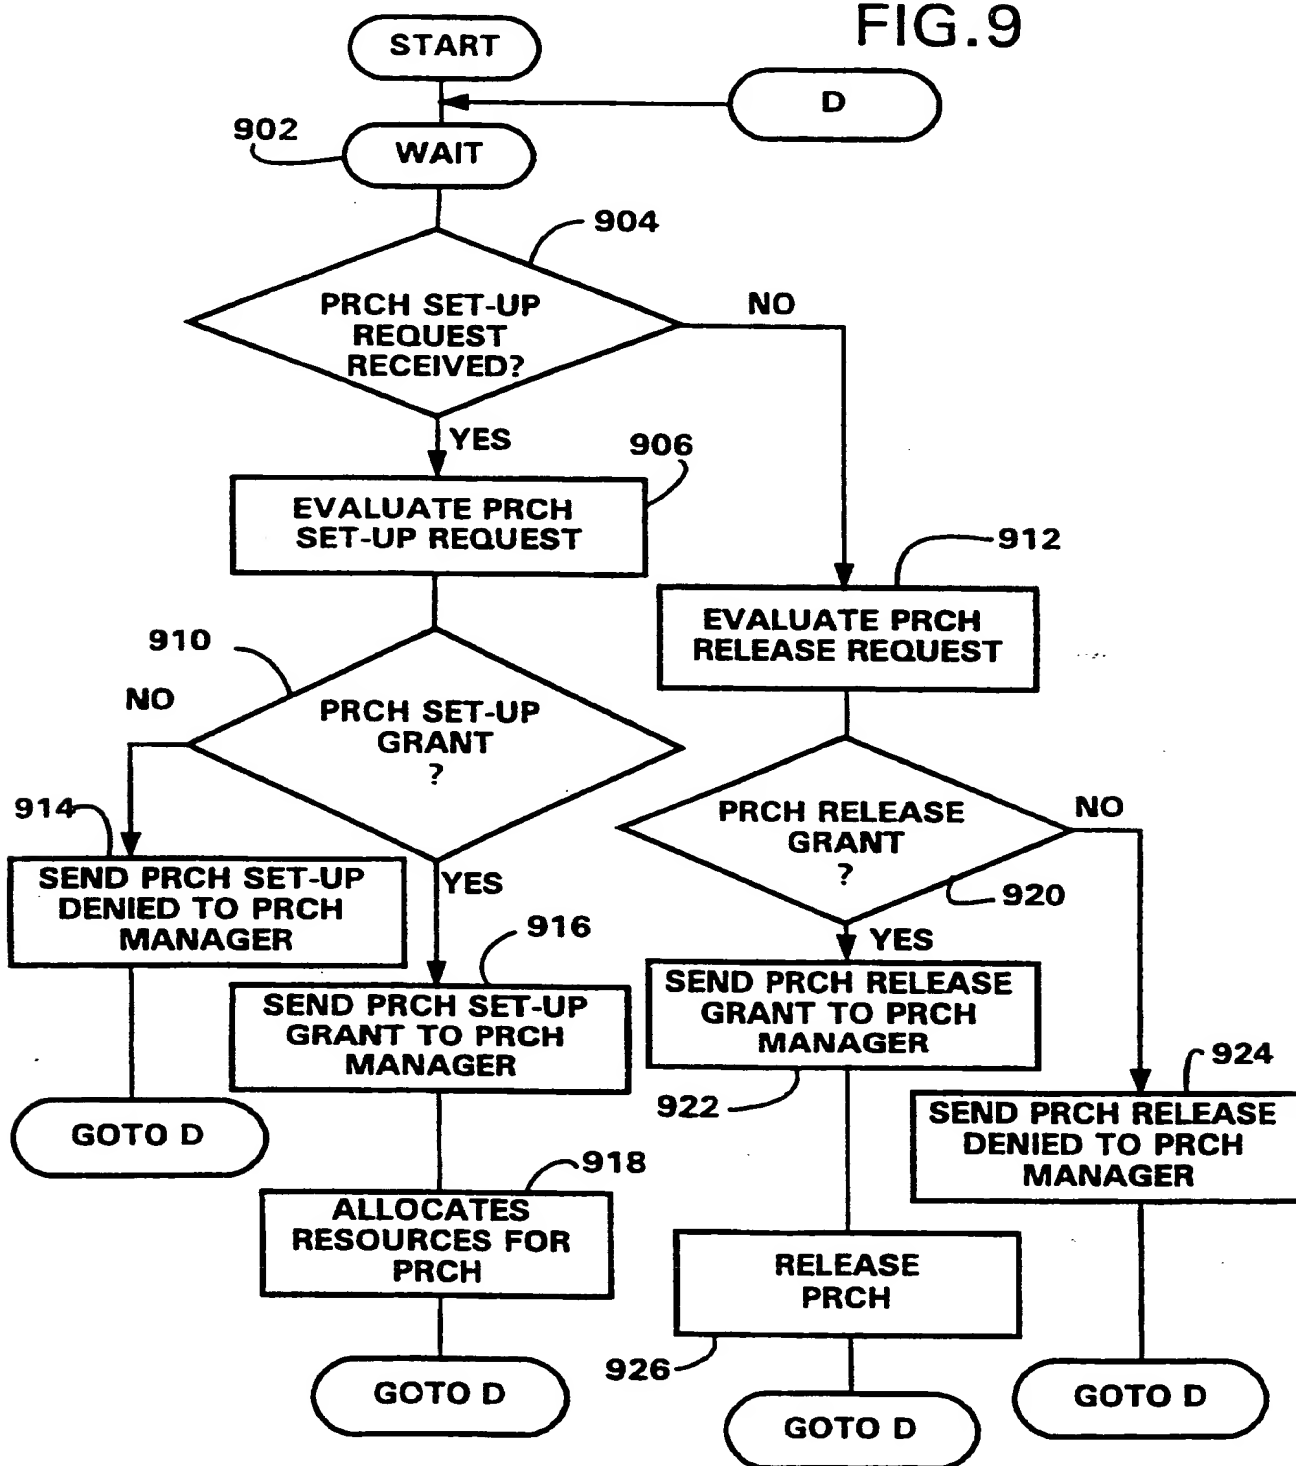 FIG.9
START
D
902
WAIT
904
PRCH SET-UP
REQUEST
RECEIVED?
NO
YES
906
EVALUATE PRCH
SET-UP REQUEST
912
EVALUATE PRCH
RELEASE REQUEST
910
NO
PRCH SET-UP
GRANT
?
914
SEND PRCH SET-UP
DENIED TO PRCH
MANAGER
GOTO D
YES
916
SEND PRCH SET-UP
GRANT TO PRCH
MANAGER
918
ALLOCATES
RESOURCES FOR
PRCH
GOTO D
PRCH RELEASE
GRANT
?
NO
920
YES
SEND PRCH RELEASE
GRANT TO PRCH
MANAGER
922
RELEASE
PRCH
926
GOTO D
924
SEND PRCH RELEASE
DENIED TO PRCH
MANAGER
GOTO D